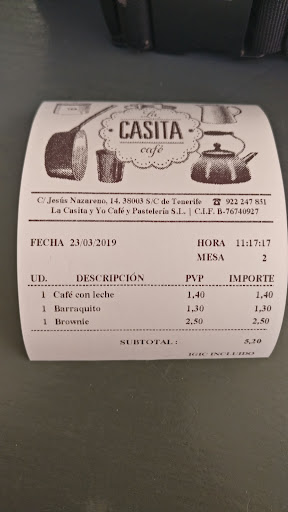 La
CASITA
café
C/ Jesús Nazareno, 14. 38003 S/C de Tenerife ☎ 922 247 851
La Casita y Yo Café y Pastelería S.L. | C.I.F. B-76740927
FECHA 23/03/2019 HORA 11:17:17
MESA 2
UD. DESCRIPCIÓN PVP IMPORTE
1 Café con leche 1,40 1,40
1 Barraquito 1,30 1,30
1 Brownie 2,50 2,50
SUBTOTAL : 5,20
IGIC INCLUIDO